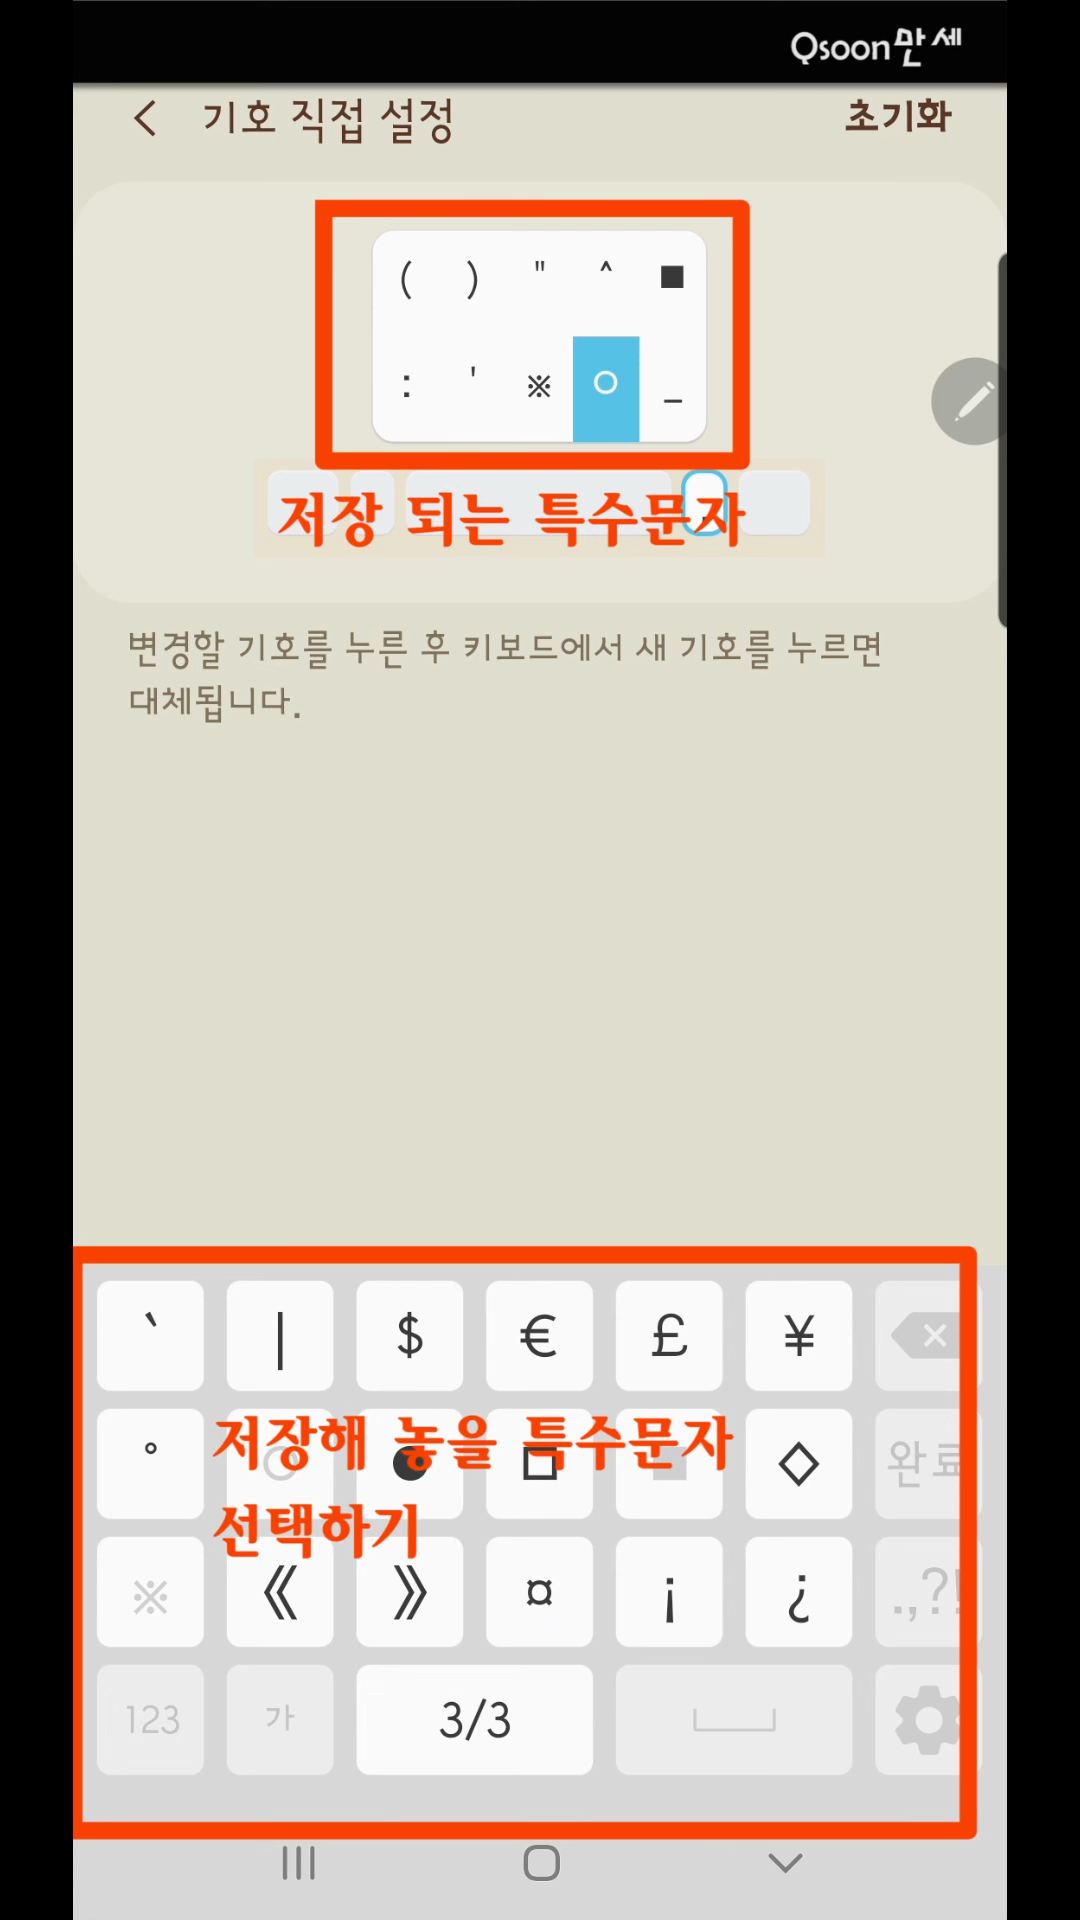 Qsoon만세
기호 직접 설정 초기화
( ) " ^ ■
: ' ※ ○ _
저장 되는 특수문자
변경할 기호를 누른 후 키보드에서 새 기호를 누르면
대체됩니다.
` | $ € £ ¥
° ○ ● □ ■ ◇ 완료
저장해 놓을 특수문자
선택하기
※ 《 》 ¤ ¡ ¿ .,?!
123 가 3/3